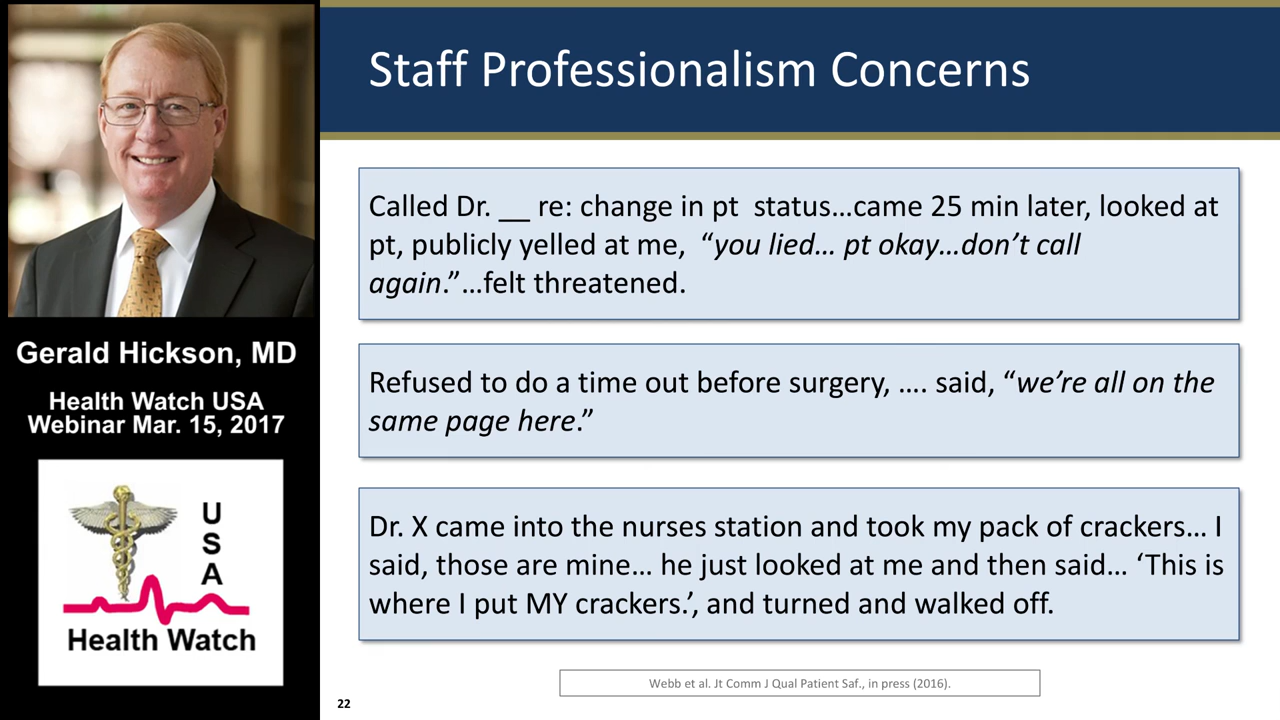 Staff Professionalism Concerns
Called Dr. __ re: change in pt  status…came 25 min later, looked at
pt, publicly yelled at me,  “you lied… pt okay…don’t call
again.”…felt threatened.
Refused to do a time out before surgery, …. said, “we’re all on the
same page here.”
Dr. X came into the nurses station and took my pack of crackers… I
said, those are mine… he just looked at me and then said… ‘This is
where I put MY crackers.’, and turned and walked off.
Webb et al. Jt Comm J Qual Patient Saf., in press (2016).
22
Gerald Hickson, MD
Health Watch USA
Webinar Mar. 15, 2017
U
S
A
Health Watch